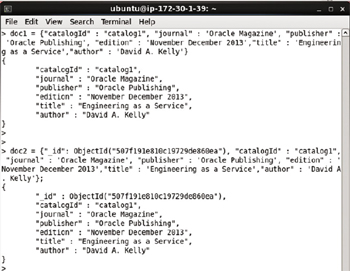 ubuntu@ip-172-30-1-39: ~
File Edit View Search Terminal Help
> doc1 = {"catalogId" : "catalog1", "journal" : 'Oracle Magazine', "publisher" :
'Oracle Publishing', "edition" : 'November December 2013',"title" : 'Engineerin
g as a Service',"author" : 'David A. Kelly'}
{
"catalogId" : "catalog1",
"journal" : "Oracle Magazine",
"publisher" : "Oracle Publishing",
"edition" : "November December 2013",
"title" : "Engineering as a Service",
"author" : "David A. Kelly"
}
>
>
> doc2 = {"_id": ObjectId("507f191e810c19729de860ea"), "catalogId" : "catalog1",
"journal" : 'Oracle Magazine', "publisher" : 'Oracle Publishing', "edition" : '
November December 2013',"title" : 'Engineering as a Service',"author" : 'David A
. Kelly'};
{
"_id" : ObjectId("507f191e810c19729de860ea"),
"catalogId" : "catalog1",
"journal" : "Oracle Magazine",
"publisher" : "Oracle Publishing",
"edition" : "November December 2013",
"title" : "Engineering as a Service",
"author" : "David A. Kelly"
}
>